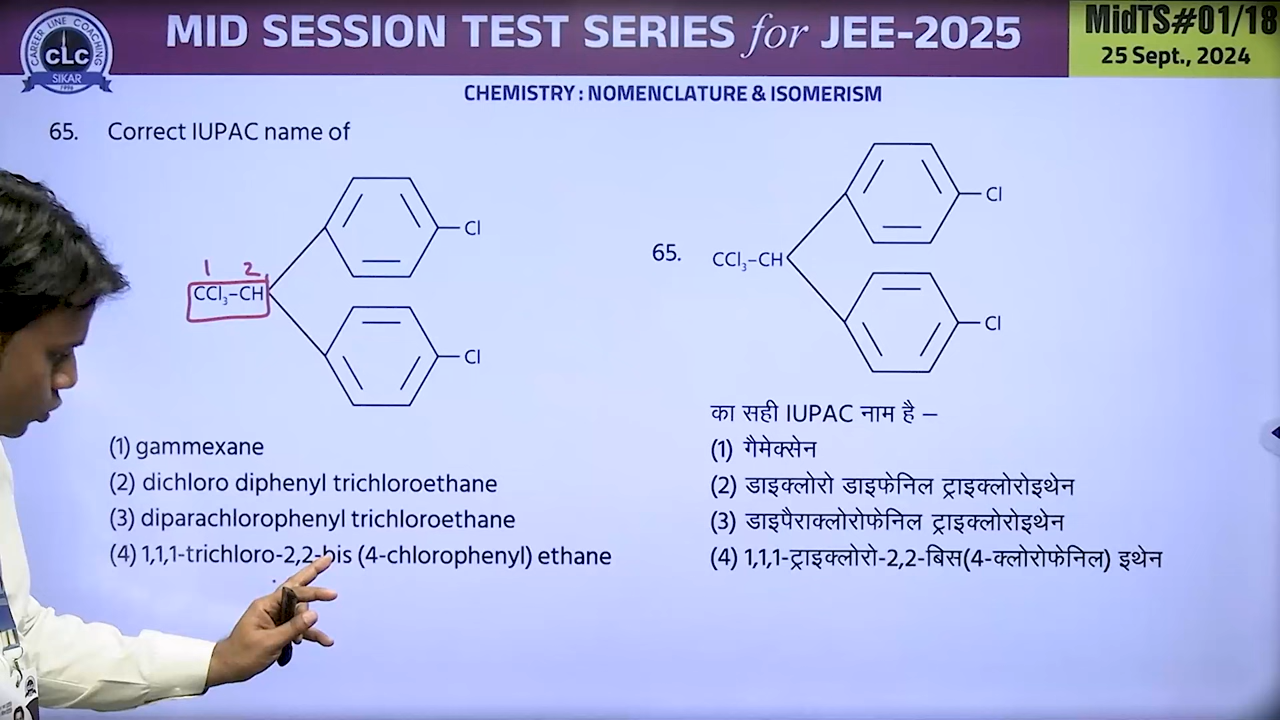 CAREER LINE COACHING
CLC
SIKAR
1996
MID SESSION TEST SERIES for JEE-2025
MidTS#01/18
25 Sept., 2024
CHEMISTRY : NOMENCLATURE & ISOMERISM
65. Correct IUPAC name of
Cl
1 2
CCl₃–CH
Cl
(1) gammexane
(2) dichloro diphenyl trichloroethane
(3) diparachlorophenyl trichloroethane
(4) 1,1,1-trichloro-2,2-bis (4-chlorophenyl) ethane
Cl
65. CCl₃–CH
Cl
का सही IUPAC नाम है –
(1) गैमेक्सेन
(2) डाइक्लोरो डाइफेनिल ट्राइक्लोरोइथेन
(3) डाइपैराक्लोरोफेनिल ट्राइक्लोरोइथेन
(4) 1,1,1-ट्राइक्लोरो-2,2-बिस(4-क्लोरोफेनिल) इथेन